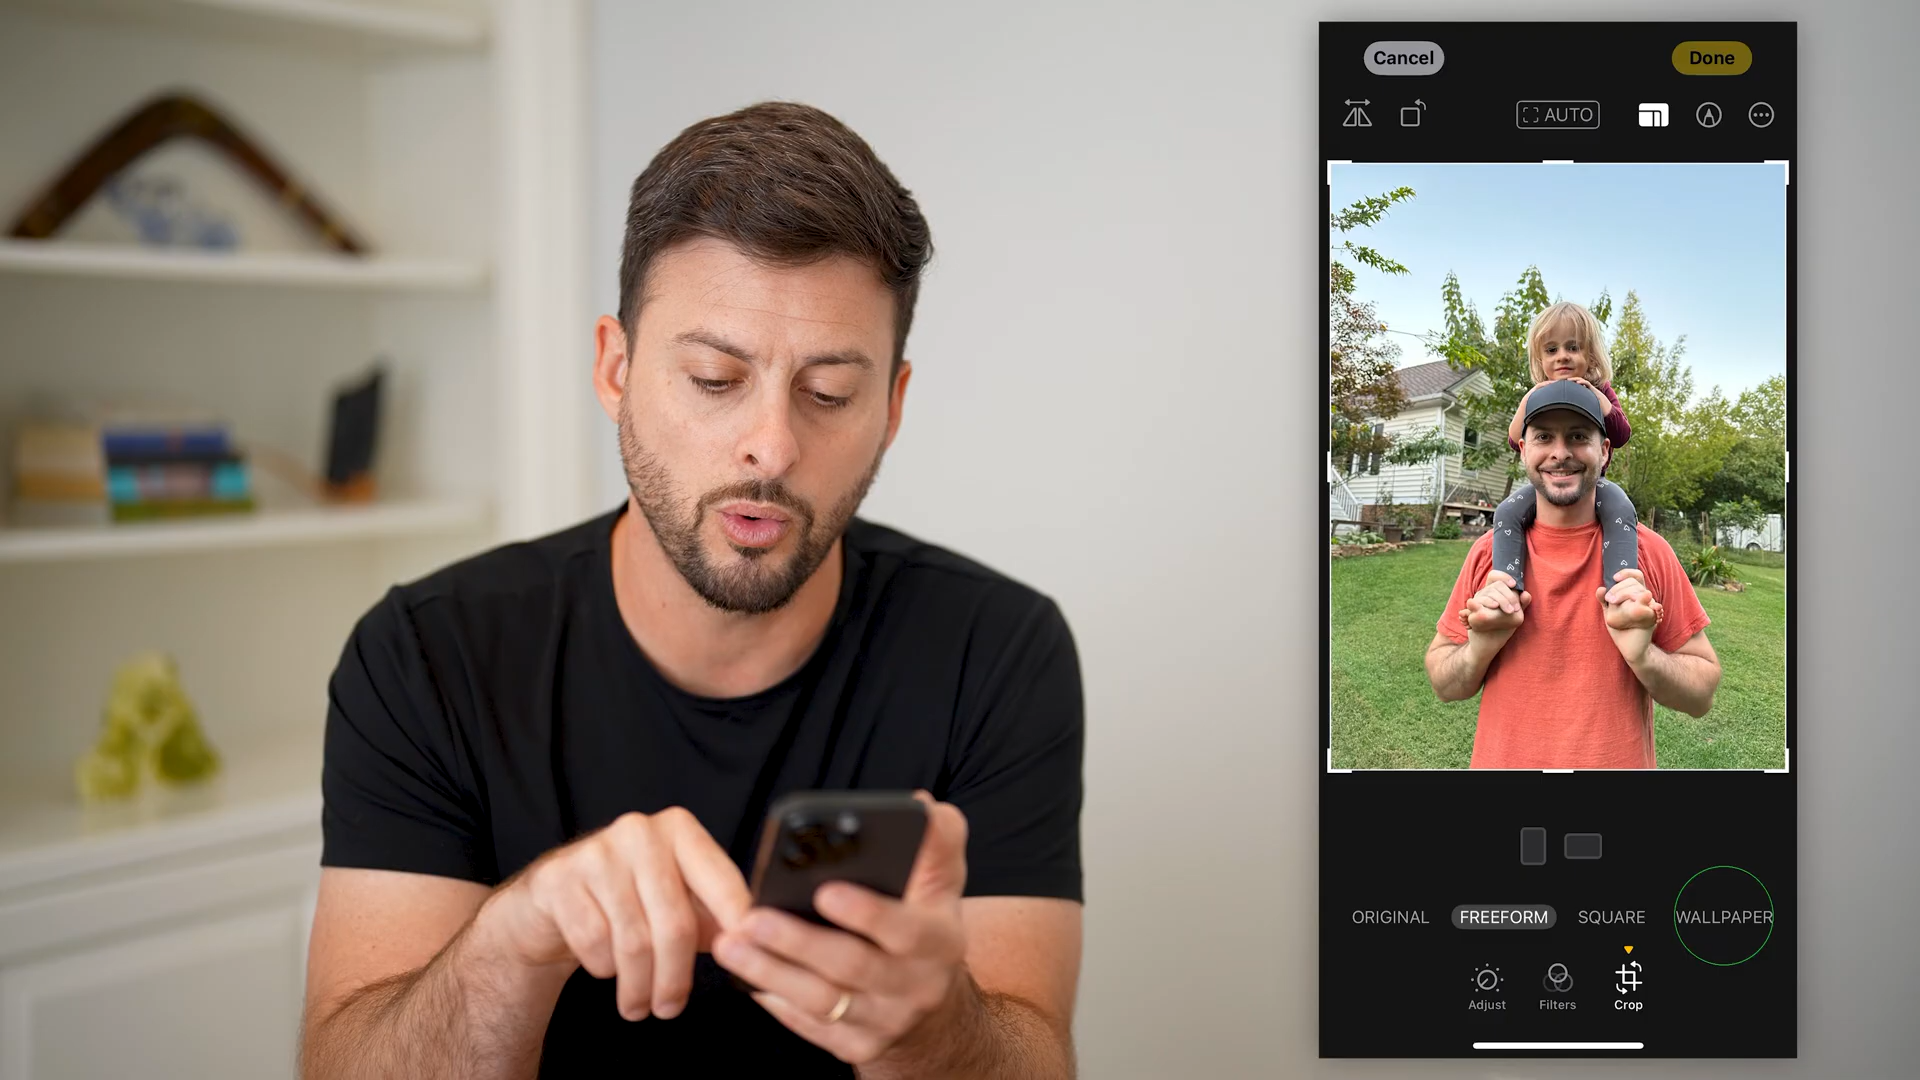 Cancel
Done
AUTO
ORIGINAL
FREEFORM
SQUARE
WALLPAPER
Adjust
Filters
Crop